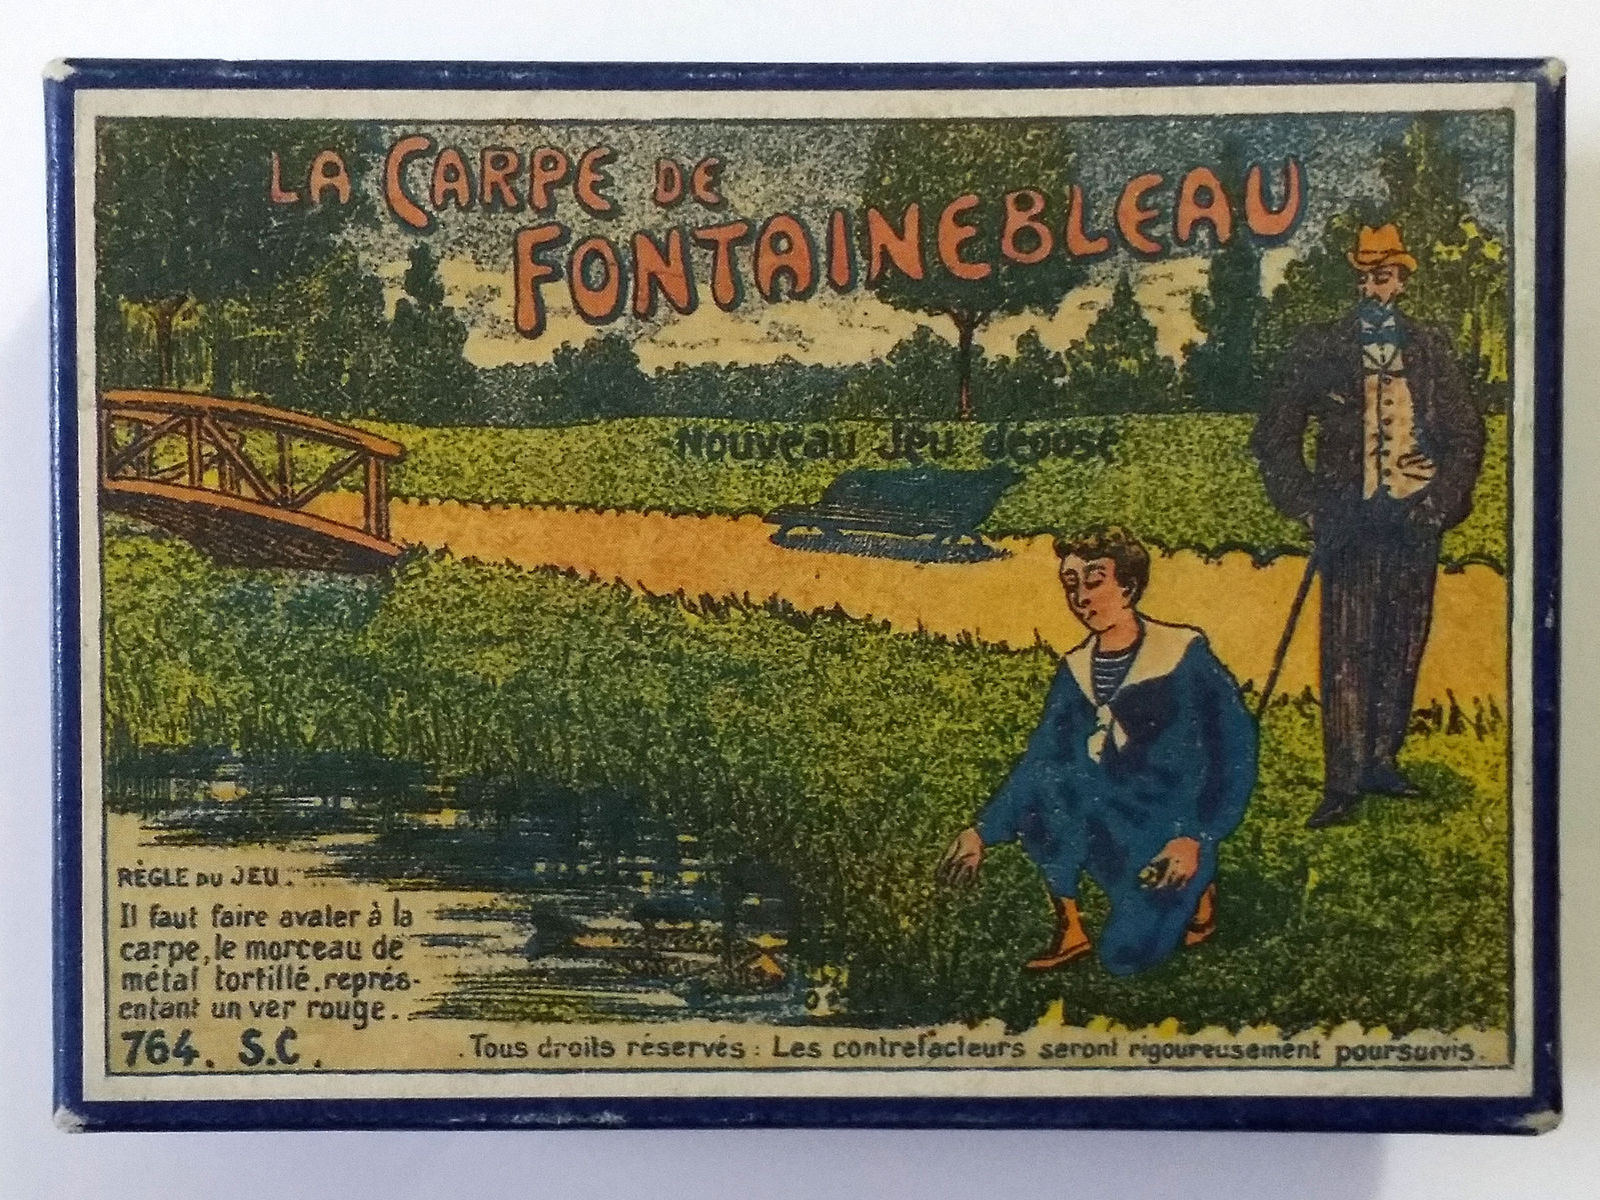 LA CARPE DE
FONTAINEBLEAU
Nouveau Jeu déposé
RÈGLE DU JEU.
Il faut faire avaler à la
carpe, le morceau de
métal tortillé, représ-
entant un ver rouge.
764. S.C.
Tous droits réservés : Les contrefacteurs seront rigoureusement poursuivis.